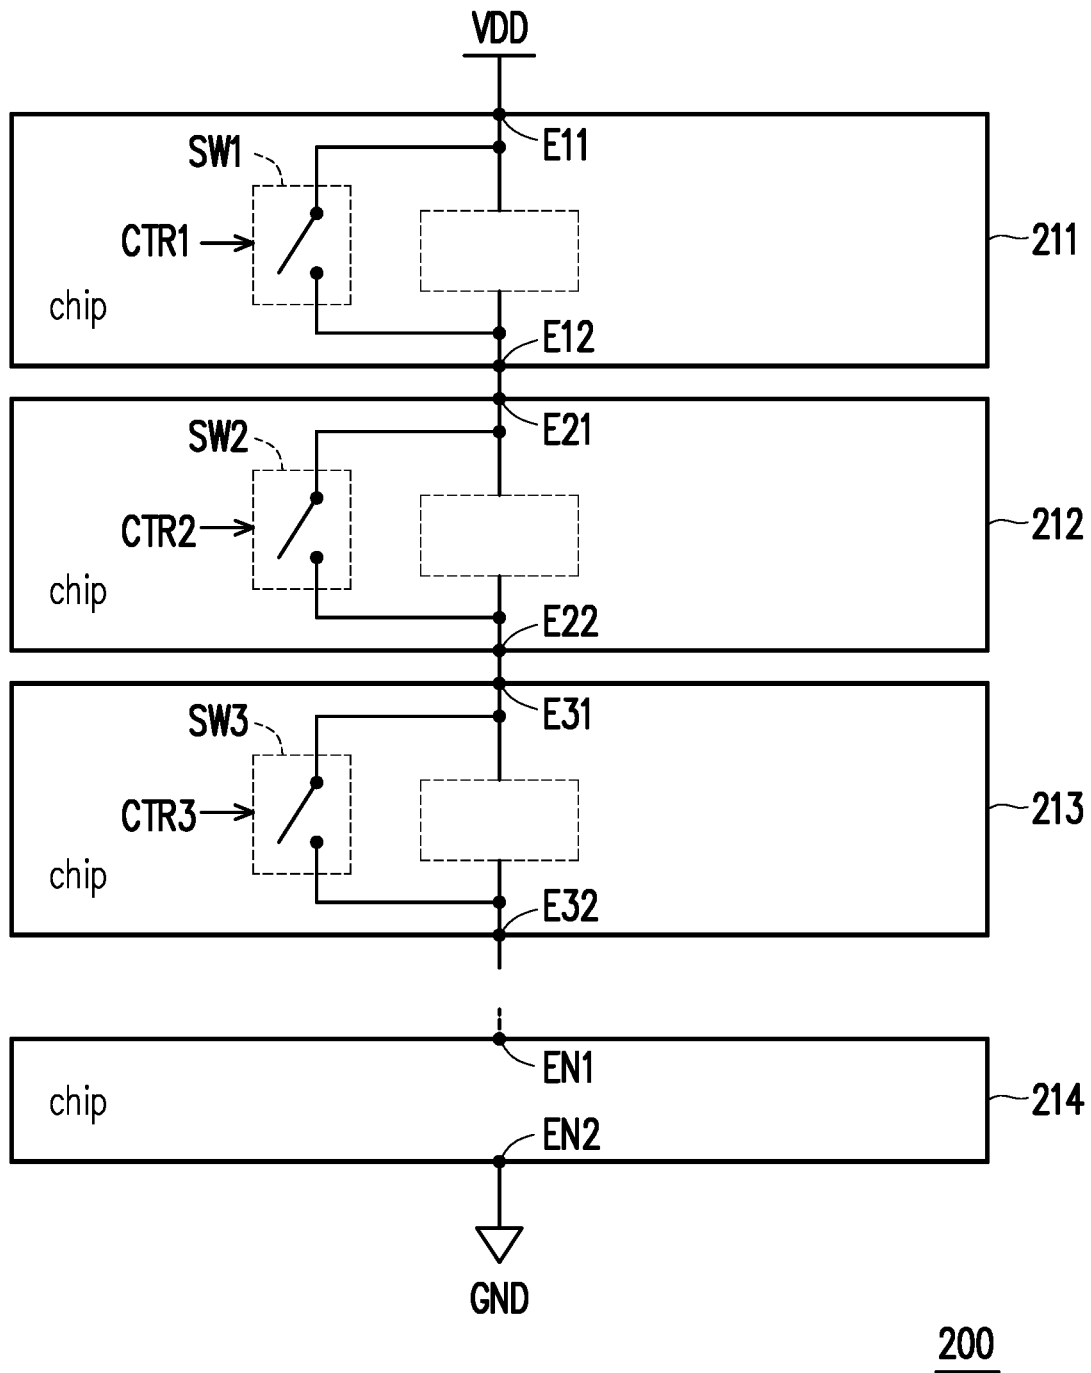 VDD
E11
SW1
CTR1
211
chip
E12
E21
SW2
CTR2
212
chip
E22
E31
SW3
CTR3
213
chip
E32
EN1
chip
214
EN2
GND
200